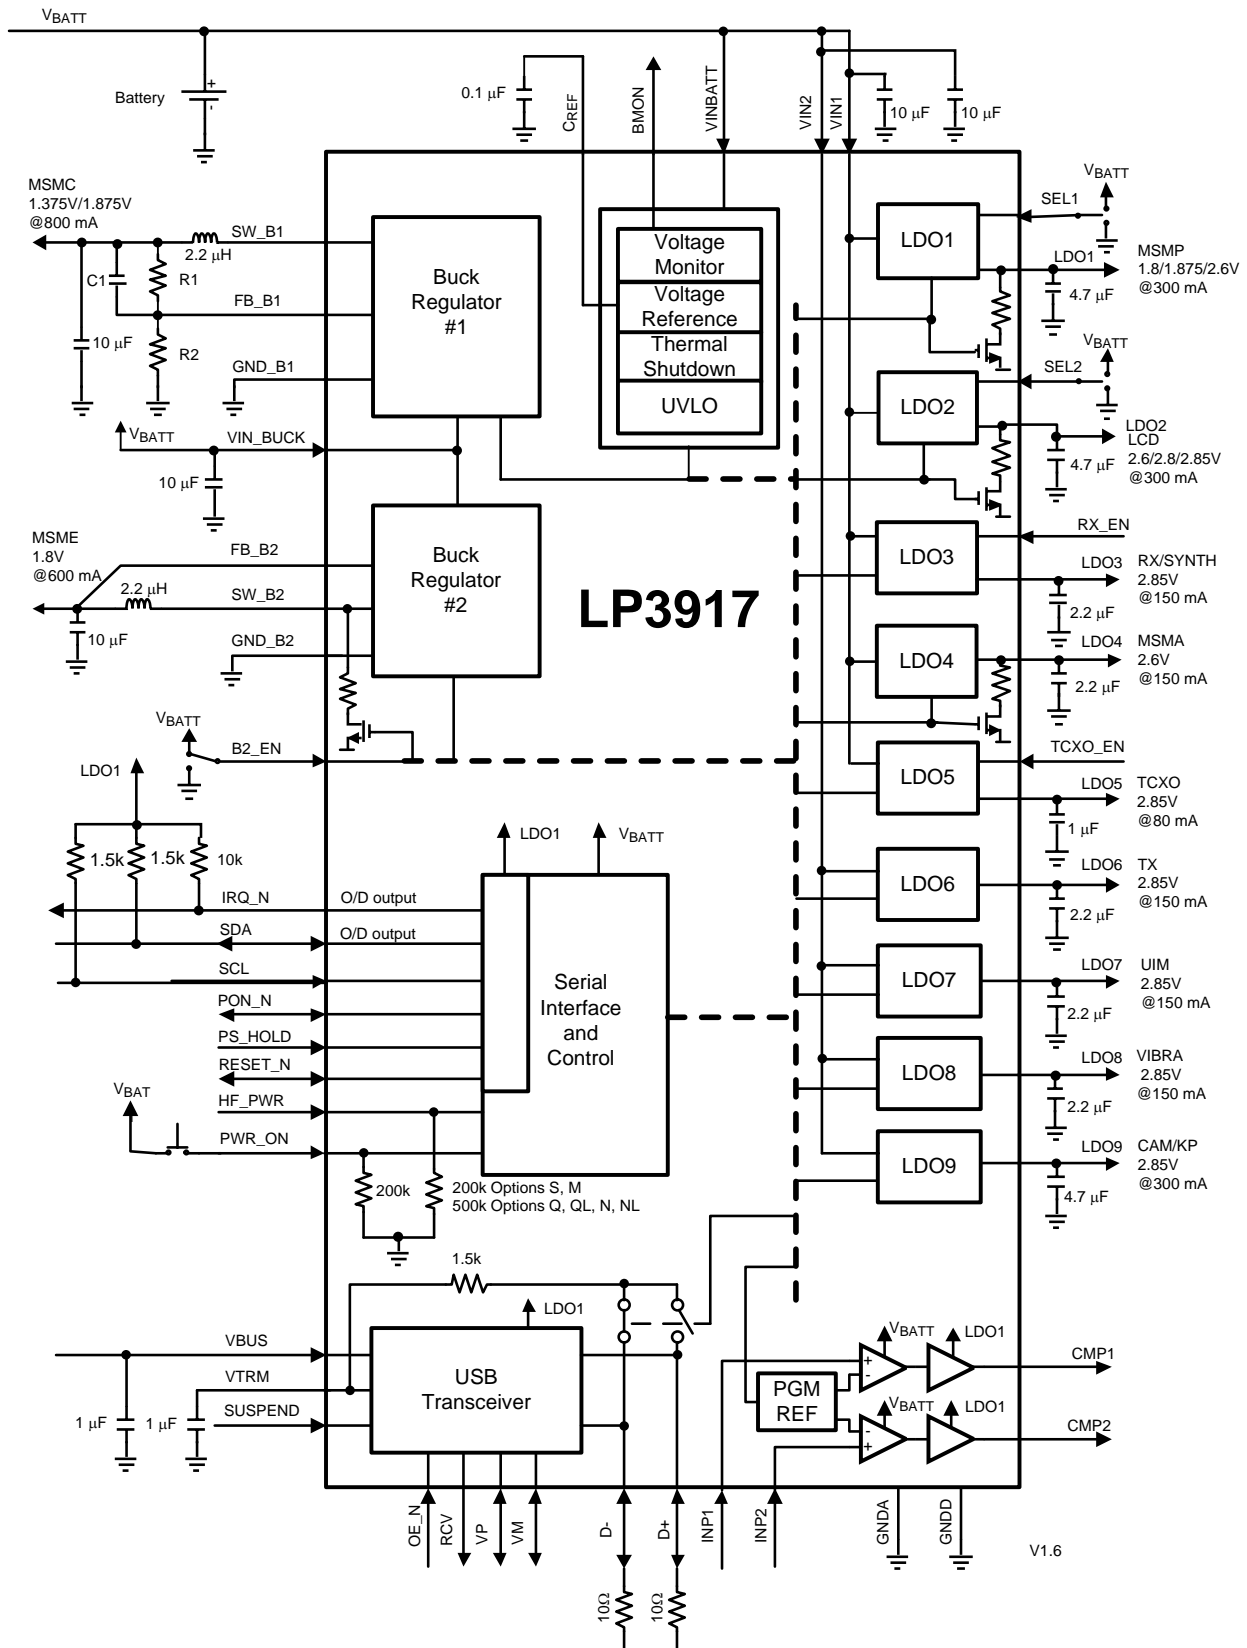 VBATT
Battery
+
-
0.1 µF
CREF
BMON
VINBATT
VIN2
VIN1
10 µF
10 µF
MSMC
1.375V/1.875V
@800 mA
SW_B1
2.2 µH
C1
R1
FB_B1
10 µF
R2
GND_B1
VBATT
VIN_BUCK
10 µF
Buck
Regulator
#1
Voltage
Monitor
Voltage
Reference
Thermal
Shutdown
UVLO
LDO1
SEL1
VBATT
LDO1
MSMP
1.8/1.875/2.6V
@300 mA
4.7 µF
LDO2
SEL2
VBATT
LDO2
LCD
2.6/2.8/2.85V
@300 mA
4.7 µF
MSME
1.8V
@600 mA
FB_B2
2.2 µH
SW_B2
10 µF
GND_B2
Buck
Regulator
#2
LP3917
LDO3
RX_EN
LDO3
RX/SYNTH
2.85V
@150 mA
2.2 µF
LDO4
LDO4
MSMA
2.6V
@150 mA
2.2 µF
VBATT
B2_EN
LDO5
TCXO_EN
LDO5
TCXO
2.85V
@80 mA
1 µF
LDO1
1.5k
1.5k
10k
LDO1
VBATT
LDO6
LDO6
TX
2.85V
@150 mA
2.2 µF
IRQ_N
O/D output
SDA
O/D output
SCL
PON_N
PS_HOLD
RESET_N
HF_PWR
VBAT
PWR_ON
Serial
Interface
and
Control
200k
200k Options S, M
500k Options Q, QL, N, NL
LDO7
LDO7
UIM
2.85V
@150 mA
2.2 µF
LDO8
LDO8
VIBRA
2.85V
@150 mA
2.2 µF
LDO9
LDO9
CAM/KP
2.85V
@300 mA
4.7 µF
1.5k
LDO1
VBUS
VTRM
SUSPEND
1 µF
1 µF
USB
Transceiver
PGM
REF
VBATT
LDO1
+
-
CMP1
VBATT
LDO1
-
+
CMP2
OE_N
RCV
VP
VM
D-
D+
INP1
INP2
GNDA
GNDD
V1.6
10Ω
10Ω